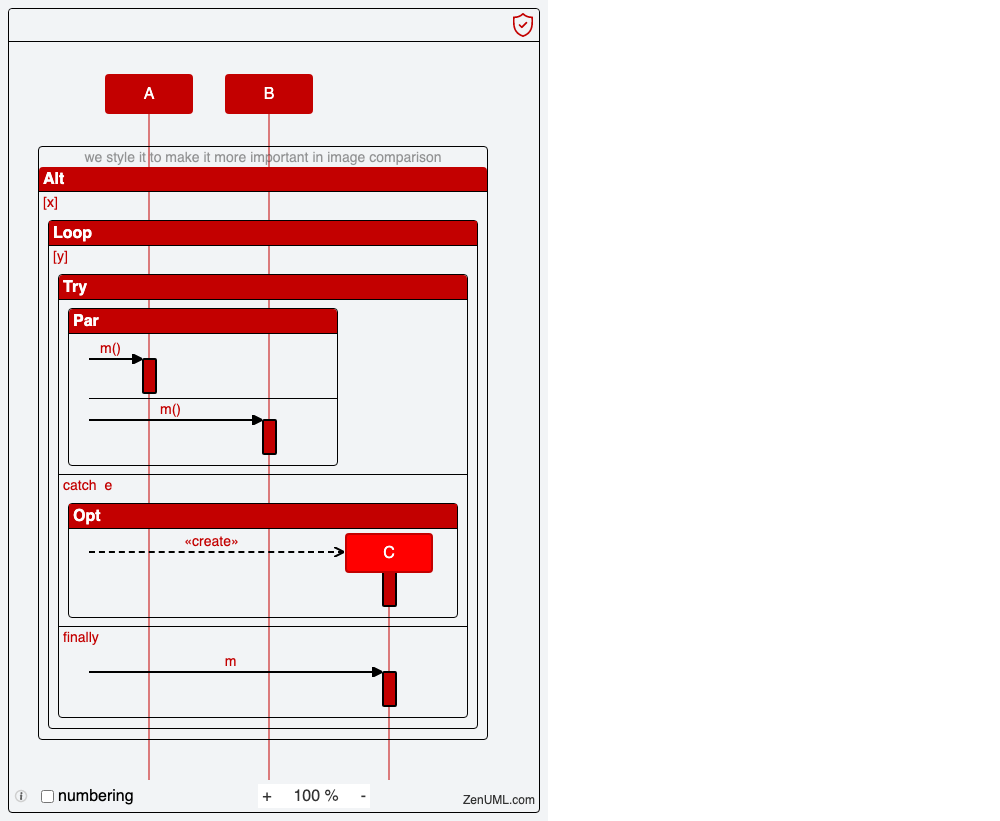 A
B
we style it to make it more important in image comparison
Alt
[x]
Loop
[y]
Try
Par
m()
m()
catch e
Opt
«create»
C
finally
m
numbering
+ 100 % -
ZenUML.com